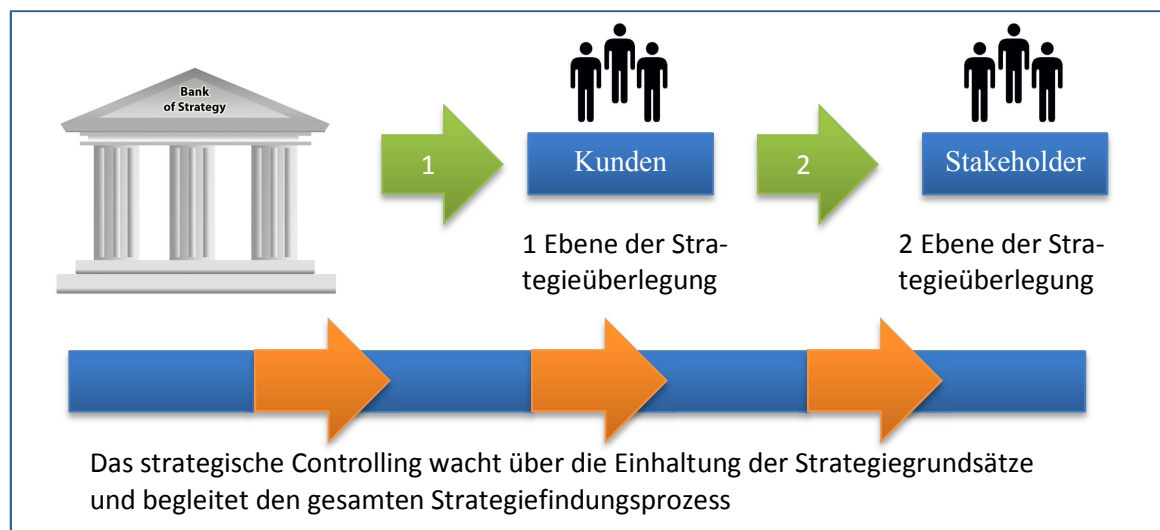 Bank
of Strategy
1
Kunden
2
Stakeholder
1 Ebene der Stra-
tegieüberlegung
2 Ebene der Stra-
tegieüberlegung
Das strategische Controlling wacht über die Einhaltung der Strategiegrundsätze
und begleitet den gesamten Strategiefindungsprozess